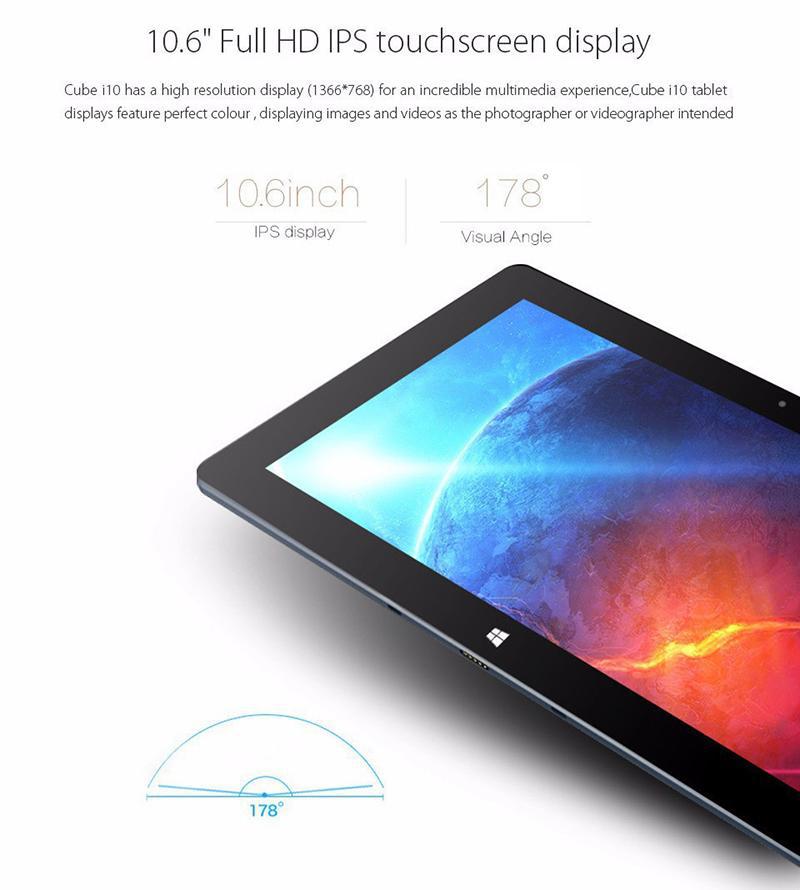 10.6" Full HD IPS touchscreen display
Cube i10 has a high resolution display (1366*768) for an incredible multimedia experience,Cube i10 tablet
displays feature perfect colour , displaying images and videos as the photographer or videographer intended
10.6inch
IPS display
178°
Visual Angle
178°